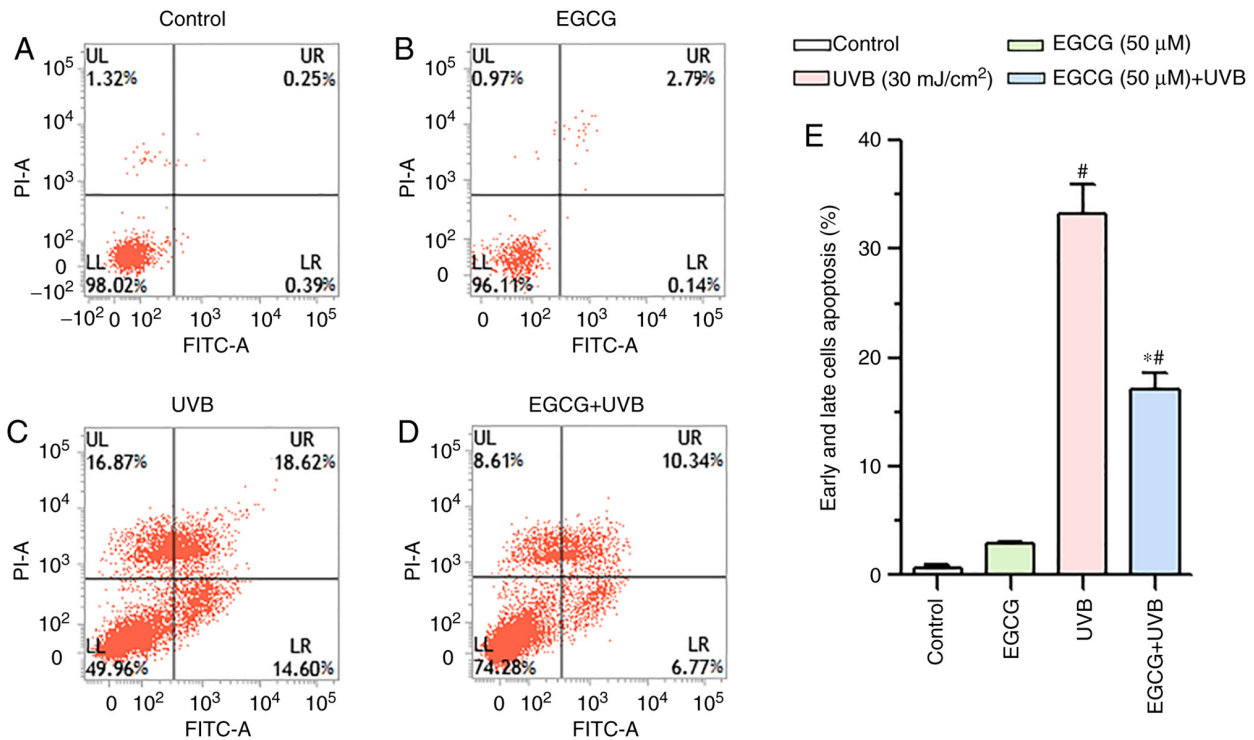 Control
A
UL
1.32%
UR
0.25%
LL
98.02%
LR
0.39%
10⁵
10⁴
10³
10²
0
−10²
PI-A
−10² 0 10² 10³ 10⁴ 10⁵
FITC-A
EGCG
B
UL
0.97%
UR
2.79%
LL
96.11%
LR
0.14%
10⁵
10⁴
10³
10²
0
PI-A
0 10² 10³ 10⁴ 10⁵
FITC-A
UVB
C
UL
16.87%
UR
18.62%
LL
49.96%
LR
14.60%
10⁵
10⁴
10³
10²
0
PI-A
0 10² 10³ 10⁴ 10⁵
FITC-A
EGCG+UVB
D
UL
8.61%
UR
10.34%
LL
74.28%
LR
6.77%
10⁵
10⁴
10³
10²
0
PI-A
0 10² 10³ 10⁴ 10⁵
FITC-A
Control
EGCG (50 μM)
UVB (30 mJ/cm²)
EGCG (50 μM)+UVB
E
40
30
20
10
0
Early and late cells apoptosis (%)
#
*#
Control
EGCG
UVB
EGCG+UVB